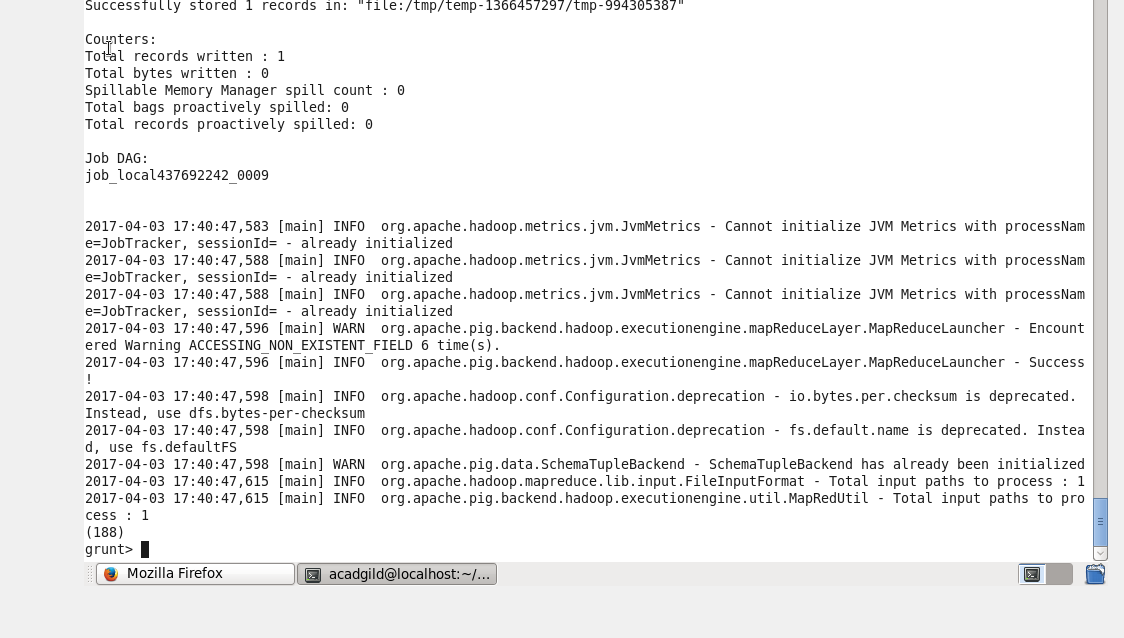 Successfully stored 1 records in: "file:/tmp/temp-1366457297/tmp-994305387"
Counters:
Total records written : 1
Total bytes written : 0
Spillable Memory Manager spill count : 0
Total bags proactively spilled: 0
Total records proactively spilled: 0
Job DAG:
job_local437692242_0009
2017-04-03 17:40:47,583 [main] INFO  org.apache.hadoop.metrics.jvm.JvmMetrics - Cannot initialize JVM Metrics with processNam
e=JobTracker, sessionId= - already initialized
2017-04-03 17:40:47,588 [main] INFO  org.apache.hadoop.metrics.jvm.JvmMetrics - Cannot initialize JVM Metrics with processNam
e=JobTracker, sessionId= - already initialized
2017-04-03 17:40:47,588 [main] INFO  org.apache.hadoop.metrics.jvm.JvmMetrics - Cannot initialize JVM Metrics with processNam
e=JobTracker, sessionId= - already initialized
2017-04-03 17:40:47,596 [main] WARN  org.apache.pig.backend.hadoop.executionengine.mapReduceLayer.MapReduceLauncher - Encount
ered Warning ACCESSING_NON_EXISTENT_FIELD 6 time(s).
2017-04-03 17:40:47,596 [main] INFO  org.apache.pig.backend.hadoop.executionengine.mapReduceLayer.MapReduceLauncher - Success
!
2017-04-03 17:40:47,598 [main] INFO  org.apache.hadoop.conf.Configuration.deprecation - io.bytes.per.checksum is deprecated.
Instead, use dfs.bytes-per-checksum
2017-04-03 17:40:47,598 [main] INFO  org.apache.hadoop.conf.Configuration.deprecation - fs.default.name is deprecated. Instea
d, use fs.defaultFS
2017-04-03 17:40:47,598 [main] WARN  org.apache.pig.data.SchemaTupleBackend - SchemaTupleBackend has already been initialized
2017-04-03 17:40:47,615 [main] INFO  org.apache.hadoop.mapreduce.lib.input.FileInputFormat - Total input paths to process : 1
2017-04-03 17:40:47,615 [main] INFO  org.apache.pig.backend.hadoop.executionengine.util.MapRedUtil - Total input paths to pro
cess : 1
(188)
grunt>
Mozilla Firefox
acadgild@localhost:~/...